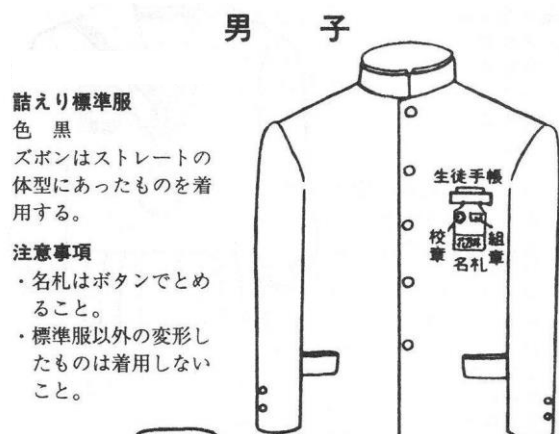 男子
詰えり標準服
色 黒
ズボンはストレートの
体型にあったものを着
用する。
注意事項
・名札はボタンでとめ
ること。
・標準服以外の変形し
たものは着用しない
こと。
生徒手帳
校章
組章
名札